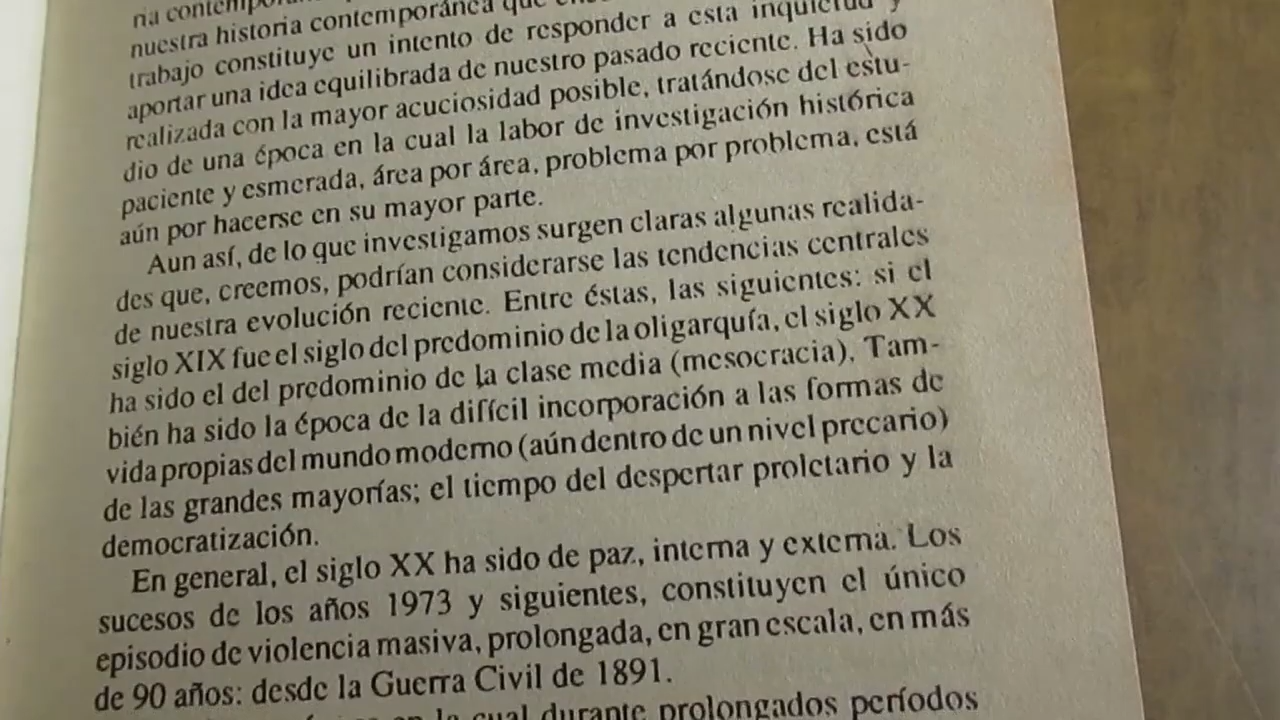 nuestra historia contemporánea que
trabajo constituye un intento de responder a esta inquietud y
aportar una idea equilibrada de nuestro pasado reciente. Ha sido
realizada con la mayor acuciosidad posible, tratándose del estu-
dio de una época en la cual la labor de investigación histórica
paciente y esmerada, área por área, problema por problema, está
aún por hacerse en su mayor parte.
Aun así, de lo que investigamos surgen claras algunas realida-
des que, creemos, podrían considerarse las tendencias centrales
de nuestra evolución reciente. Entre éstas, las siguientes: si el
siglo XIX fue el siglo del predominio de la oligarquía, el siglo XX
ha sido el del predominio de la clase media (mesocracia). Tam-
bién ha sido la época de la difícil incorporación a las formas de
vida propias del mundo moderno (aún dentro de un nivel precario)
de las grandes mayorías; el tiempo del despertar proletario y la
democratización.
En general, el siglo XX ha sido de paz, interna y externa. Los
sucesos de los años 1973 y siguientes, constituyen el único
episodio de violencia masiva, prolongada, en gran escala, en más
de 90 años: desde la Guerra Civil de 1891.
en la cual durante prolongados períodos